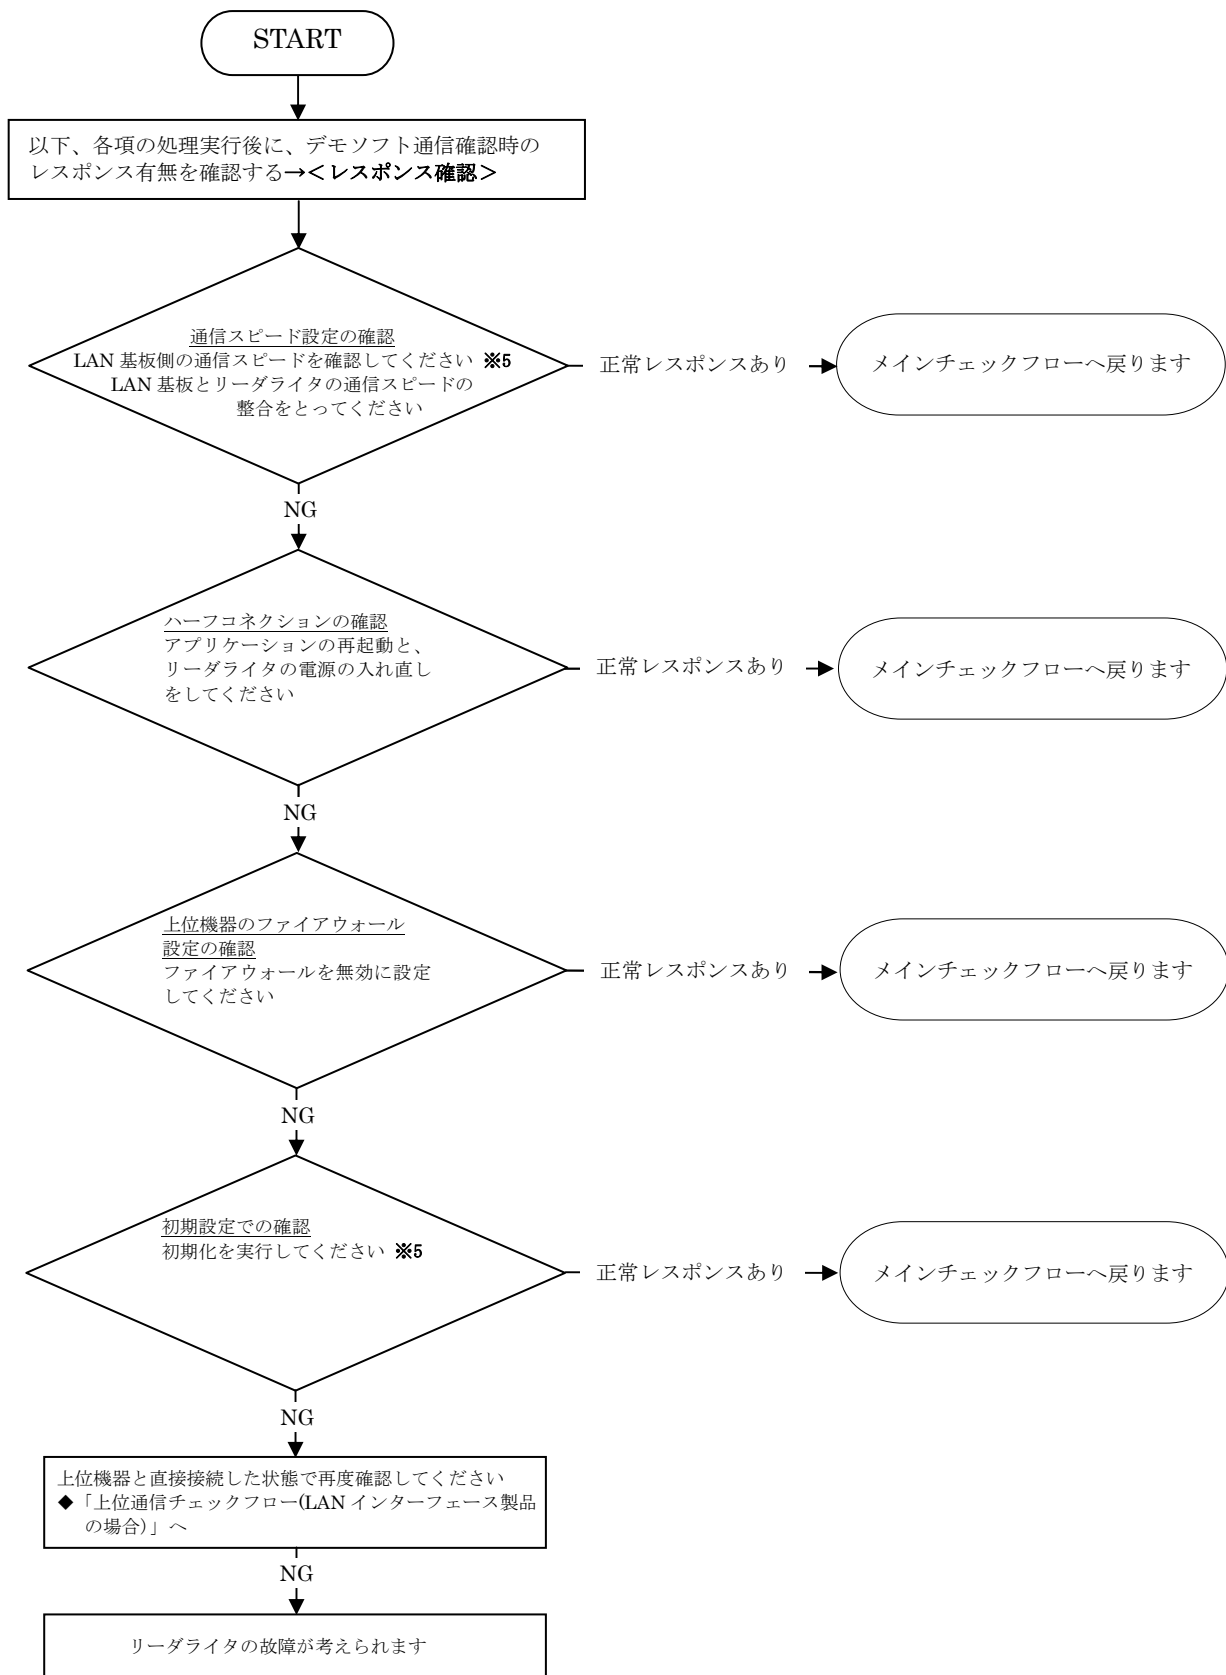 START
以下、各項の処理実行後に、デモソフト通信確認時の
レスポンス有無を確認する→＜レスポンス確認＞
通信スピード設定の確認
LAN 基板側の通信スピードを確認してください ※5
LAN 基板とリーダライタの通信スピードの
整合をとってください
正常レスポンスあり
メインチェックフローへ戻ります
NG
ハーフコネクションの確認
アプリケーションの再起動と、
リーダライタの電源の入れ直し
をしてください
正常レスポンスあり
メインチェックフローへ戻ります
NG
上位機器のファイアウォール
設定の確認
ファイアウォールを無効に設定
してください
正常レスポンスあり
メインチェックフローへ戻ります
NG
初期設定での確認
初期化を実行してください ※5
正常レスポンスあり
メインチェックフローへ戻ります
NG
上位機器と直接接続した状態で再度確認してください
◆「上位通信チェックフロー(LAN インターフェース製品
の場合)」へ
NG
リーダライタの故障が考えられます